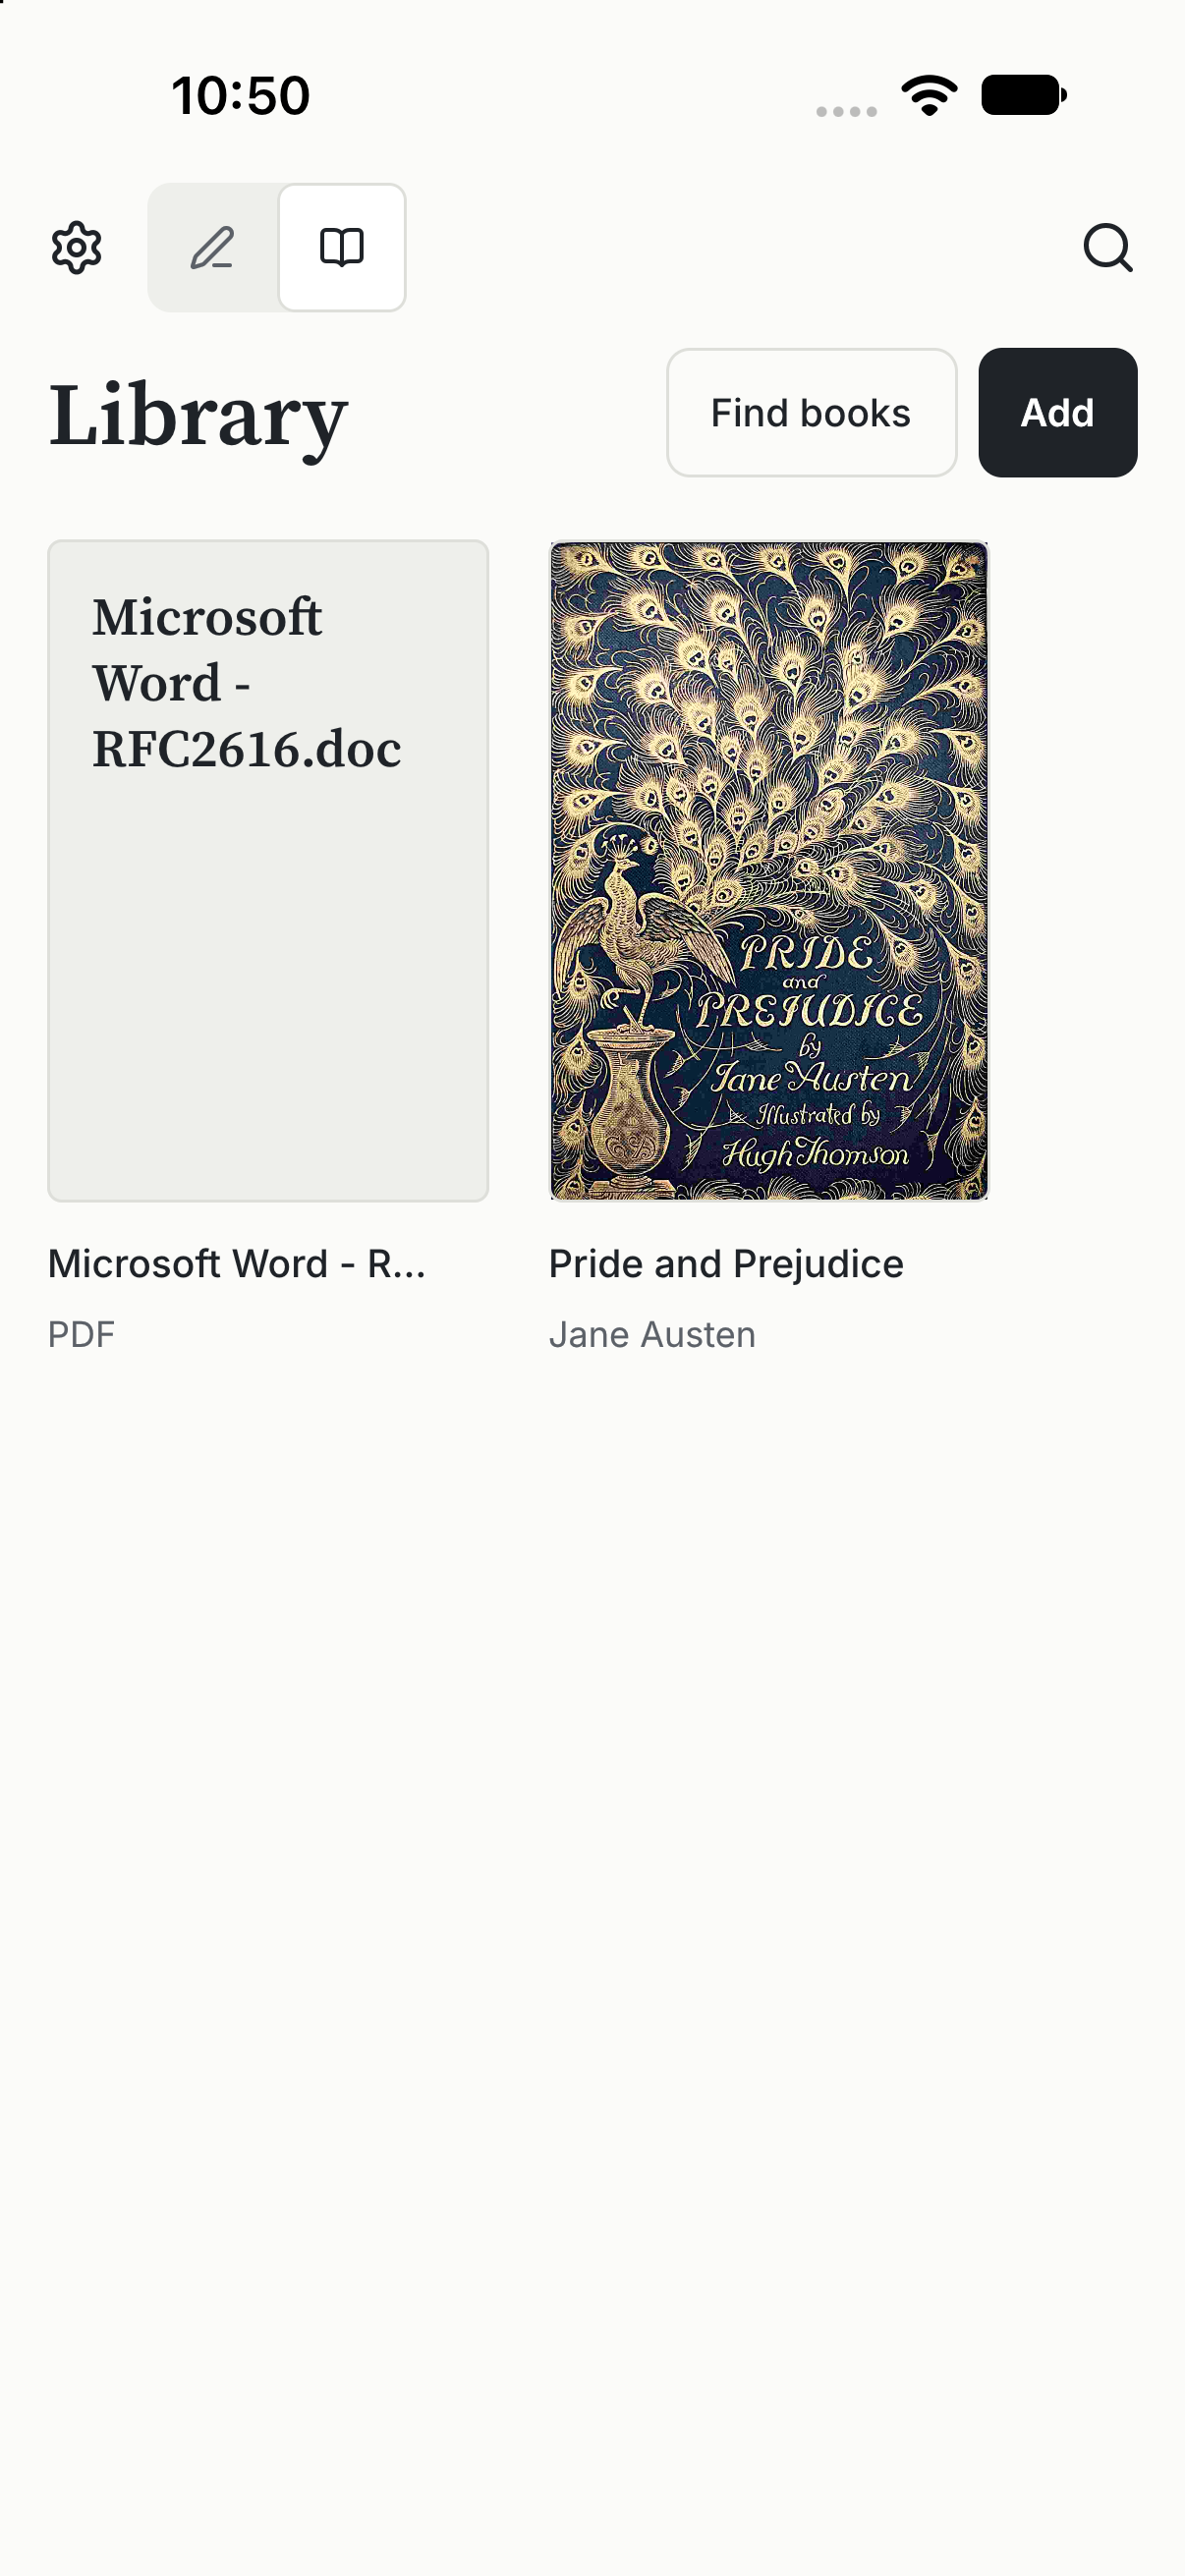 10:50
Library
Find books
Add
Microsoft
Word -
RFC2616.doc
PRIDE
and
PREJUDICE
by
Jane Austen
Illustrated by
Hugh Thomson
Microsoft Word - R...
Pride and Prejudice
PDF
Jane Austen